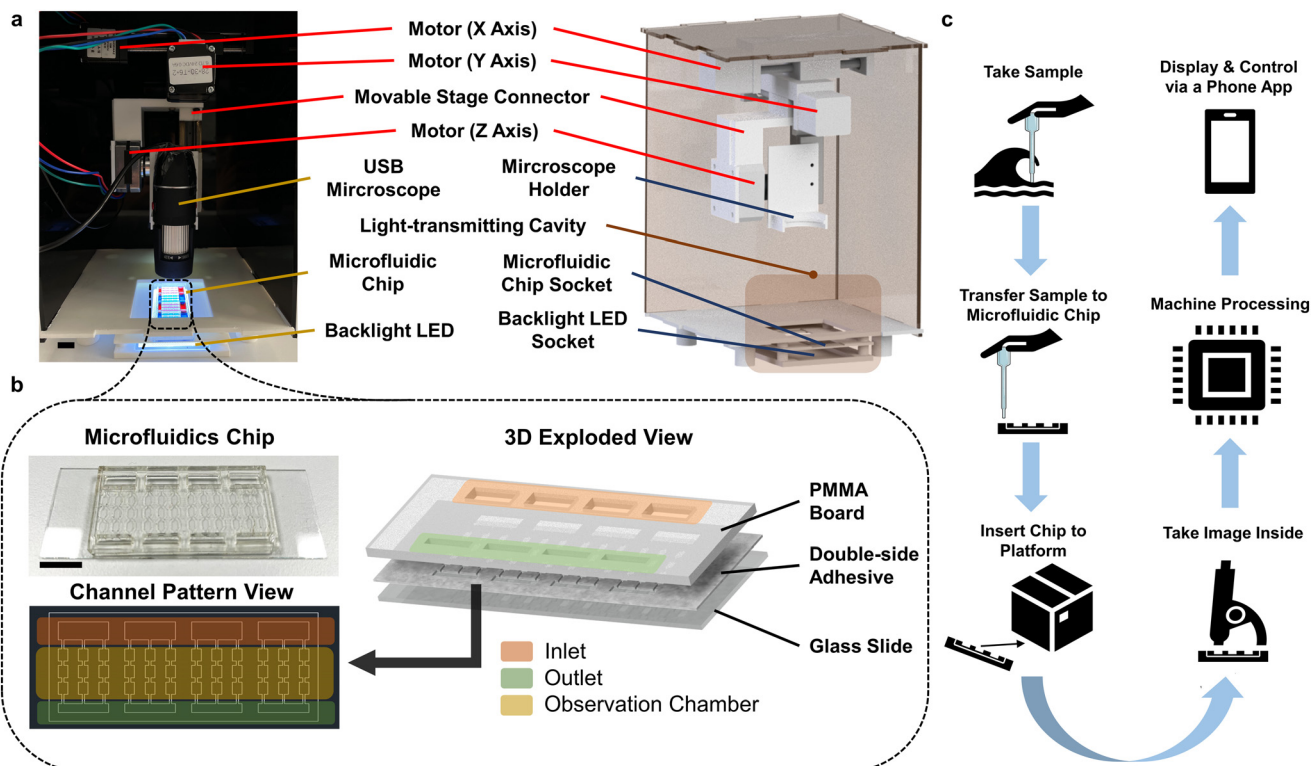 a
Motor (X Axis)
Motor (Y Axis)
Movable Stage Connector
Motor (Z Axis)
USB
Mircroscope
Mircroscope
Holder
Light-transmitting Cavity
Microfluidic
Chip
Microfluidic
Chip Socket
Backlight LED
Backlight LED
Socket
b
Microfluidics Chip
Channel Pattern View
3D Exploded View
PMMA
Board
Double-side
Adhesive
Glass Slide
Inlet
Outlet
Observation Chamber
c
Take Sample
Transfer Sample to
Microfluidic Chip
Insert Chip to
Platform
Take Image Inside
Machine Processing
Display & Control
via a Phone App